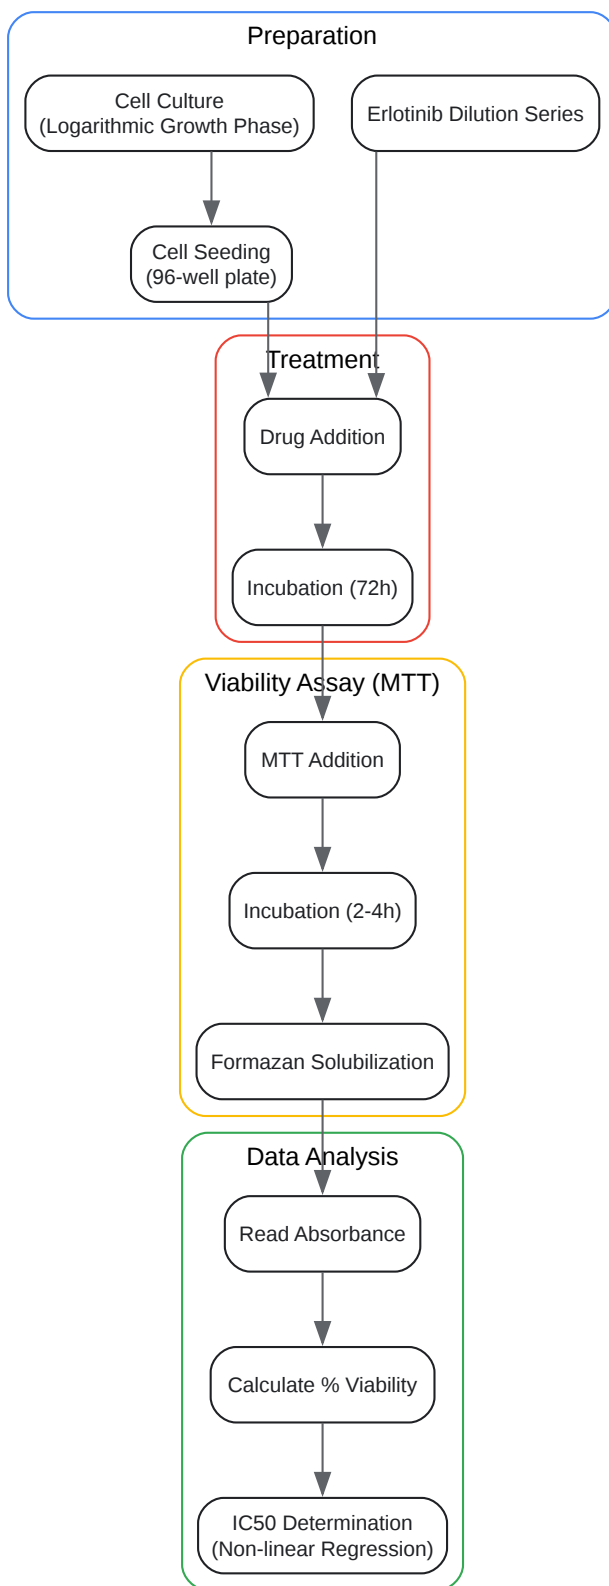 Preparation
Cell Culture
(Logarithmic Growth Phase)
Erlotinib Dilution Series
Cell Seeding
(96-well plate)
Treatment
Drug Addition
Incubation (72h)
Viability Assay (MTT)
MTT Addition
Incubation (2-4h)
Formazan Solubilization
Data Analysis
Read Absorbance
Calculate % Viability
IC50 Determination
(Non-linear Regression)